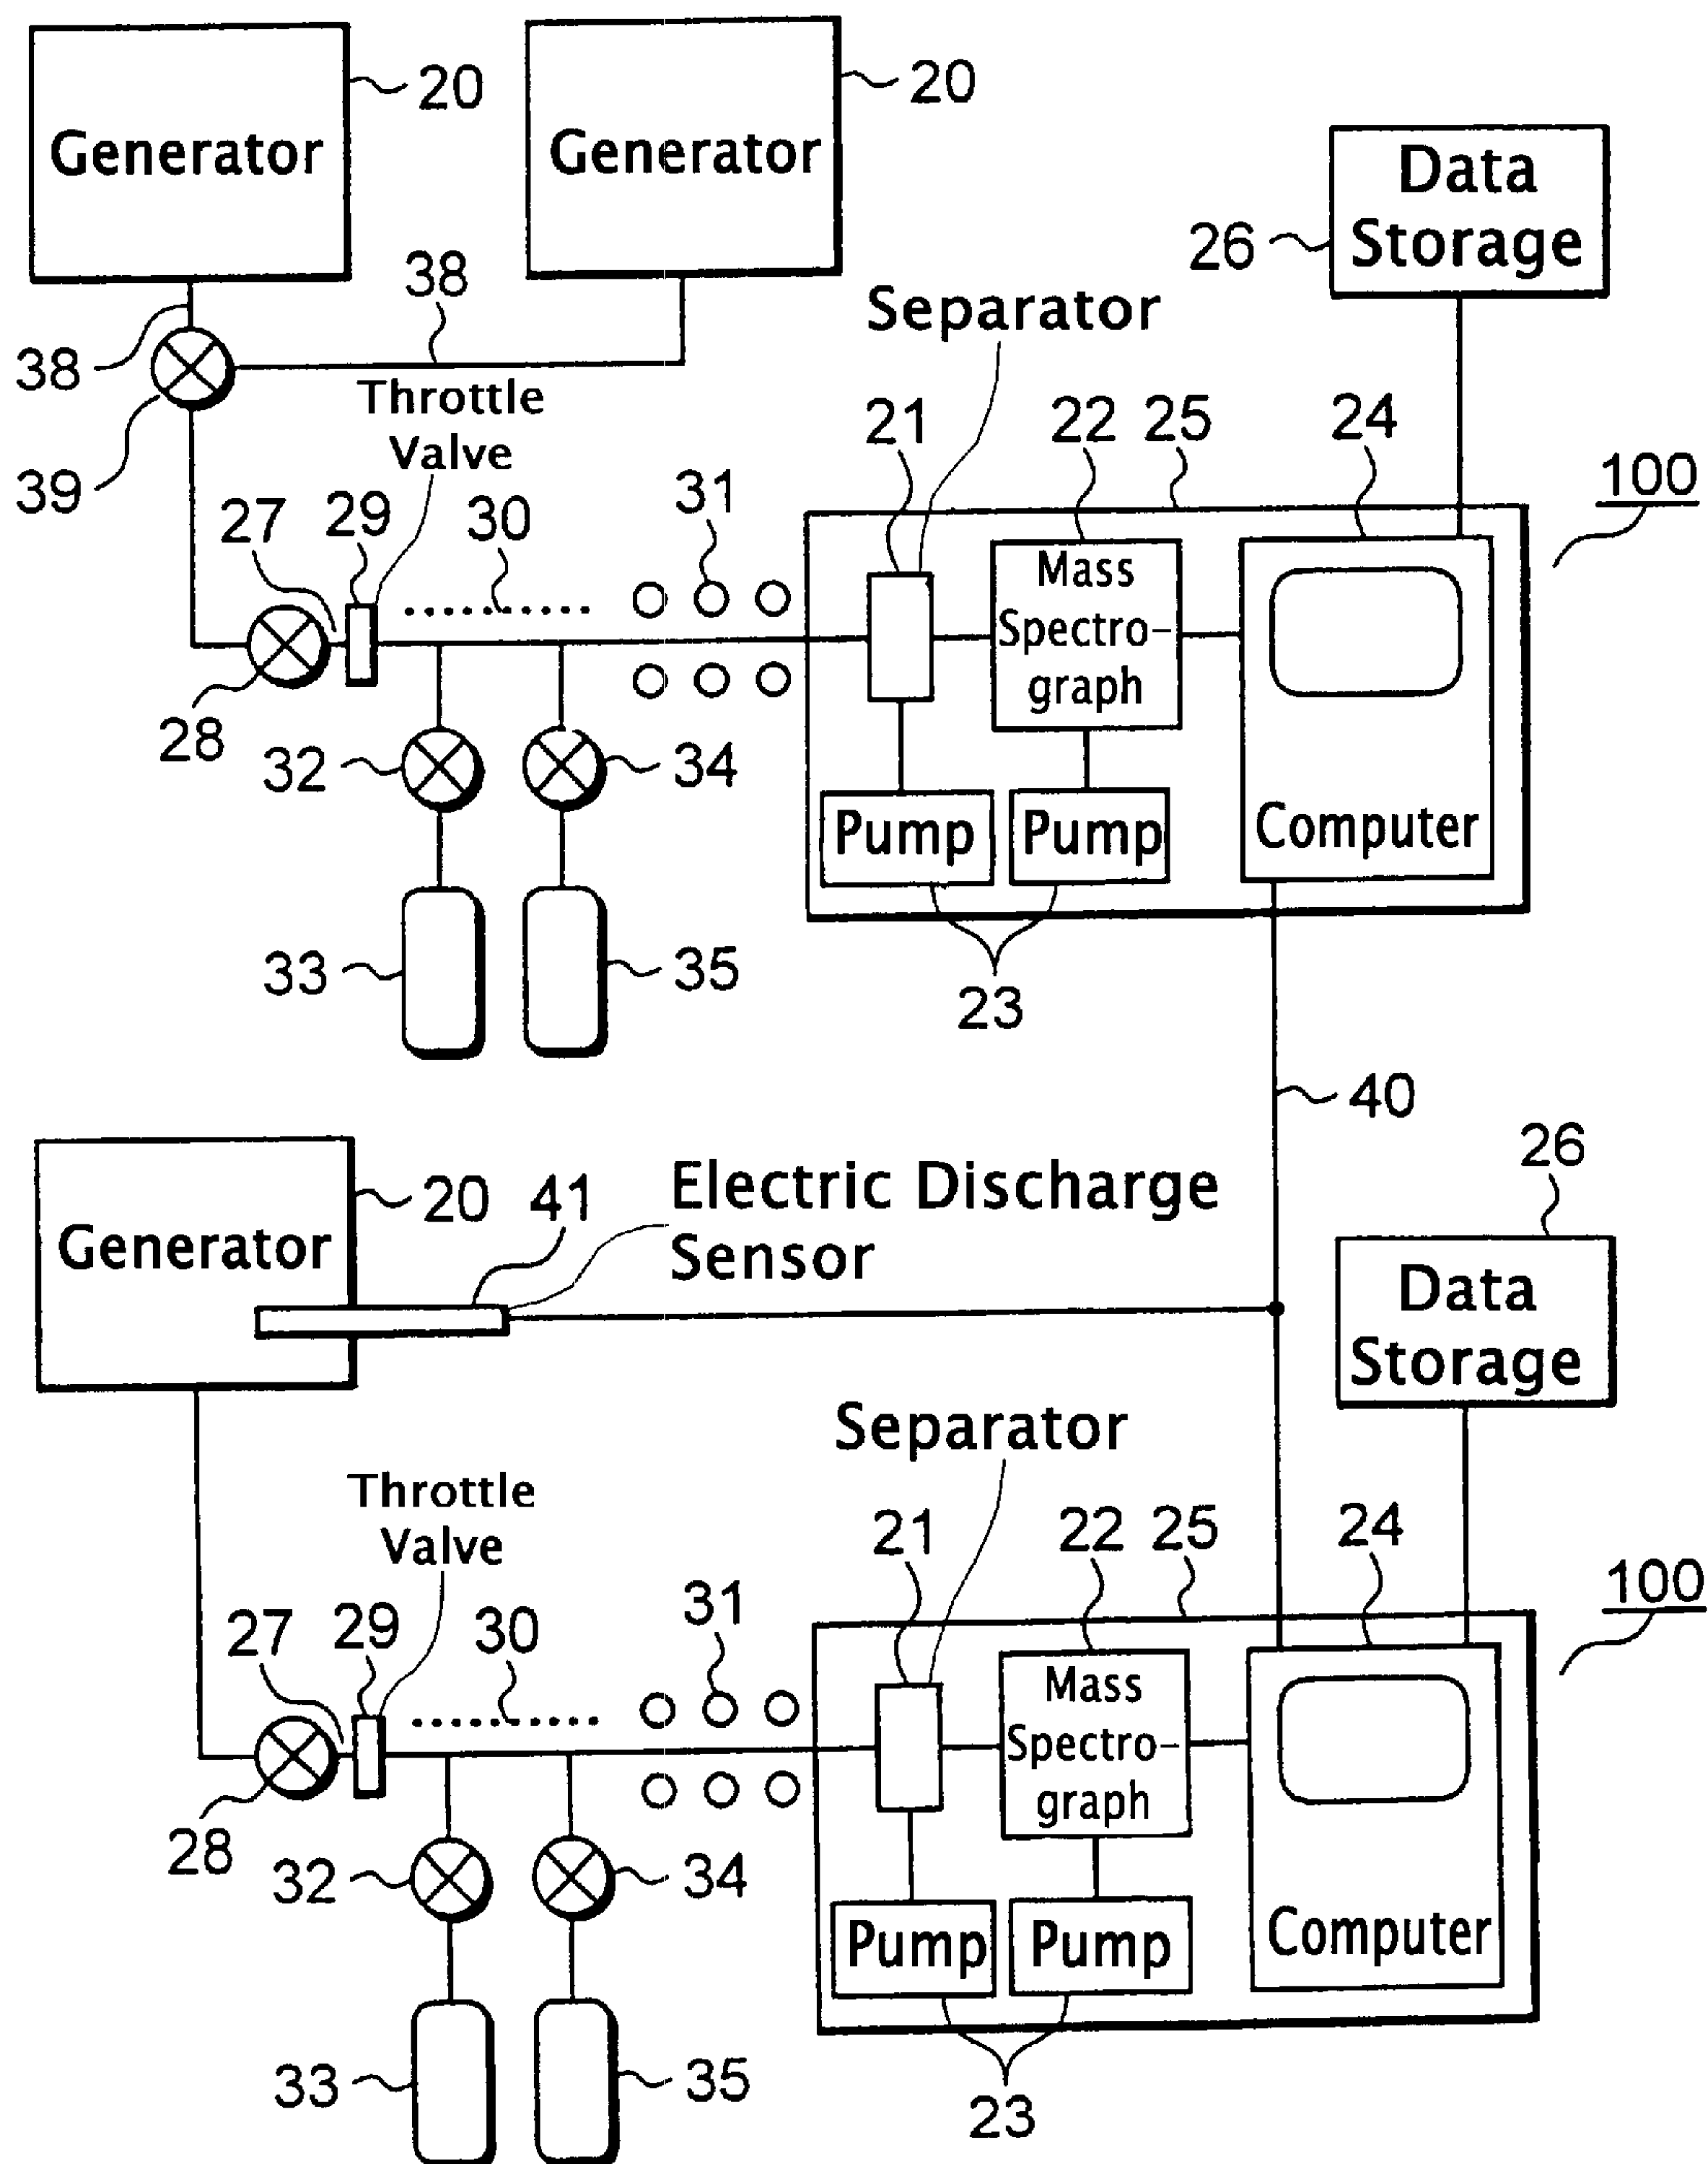 20
20
Generator
Generator
Data
Storage
26
38
Separator
38
Throttle
Valve
39
21
22
25
24
100
27
29
30
31
Mass
Spectro-
graph
28
32
34
Pump
Pump
Computer
33
35
23
40
26
20
41
Electric Discharge
Sensor
Generator
Data
Storage
Separator
Throttle
Valve
21
22
25
24
100
27
29
30
31
Mass
Spectro-
graph
28
32
34
Pump
Pump
Computer
33
35
23